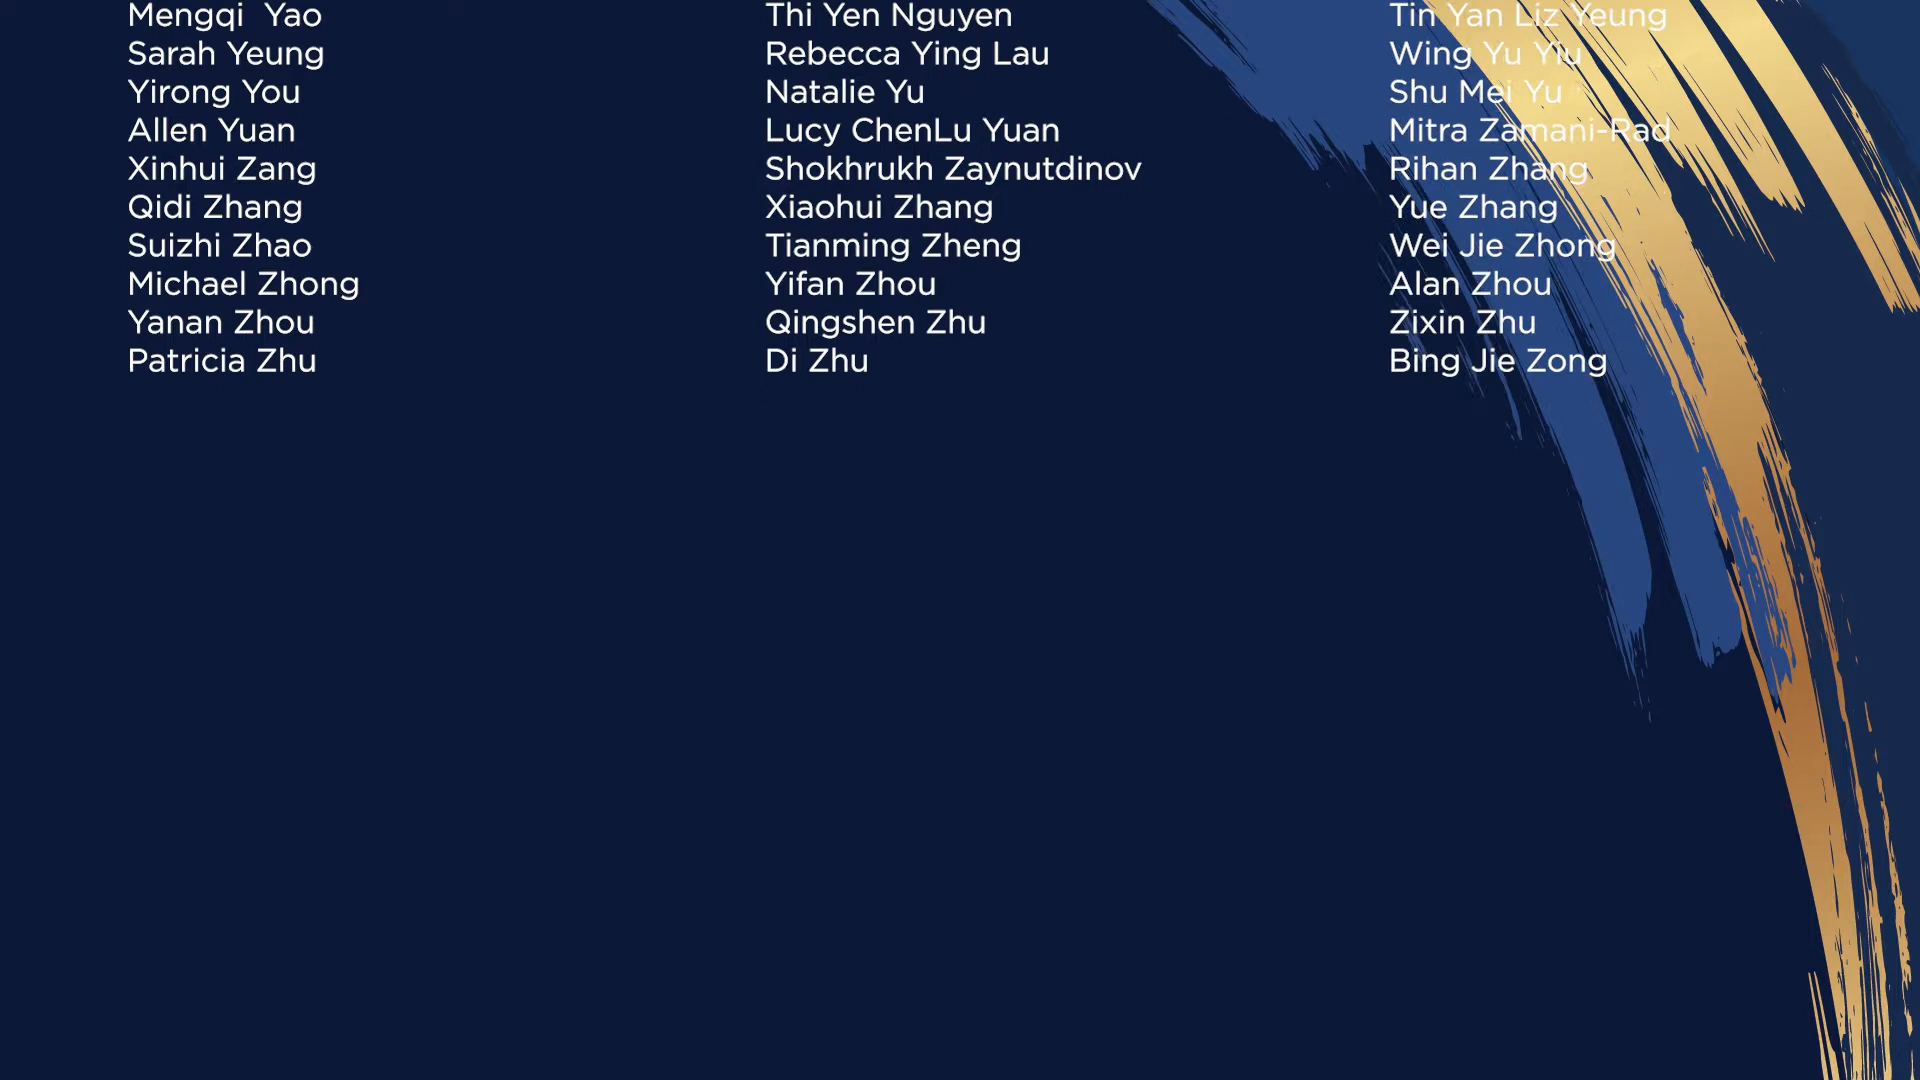 Mengqi  Yao
Thi Yen Nguyen
Tin Yan Liz Yeung
Sarah Yeung
Rebecca Ying Lau
Wing Yu Yiu
Yirong You
Natalie Yu
Shu Mei Yu
Allen Yuan
Lucy ChenLu Yuan
Mitra Zamani-Rad
Xinhui Zang
Shokhrukh Zaynutdinov
Rihan Zhang
Qidi Zhang
Xiaohui Zhang
Yue Zhang
Suizhi Zhao
Tianming Zheng
Wei Jie Zhong
Michael Zhong
Yifan Zhou
Alan Zhou
Yanan Zhou
Qingshen Zhu
Zixin Zhu
Patricia Zhu
Di Zhu
Bing Jie Zong